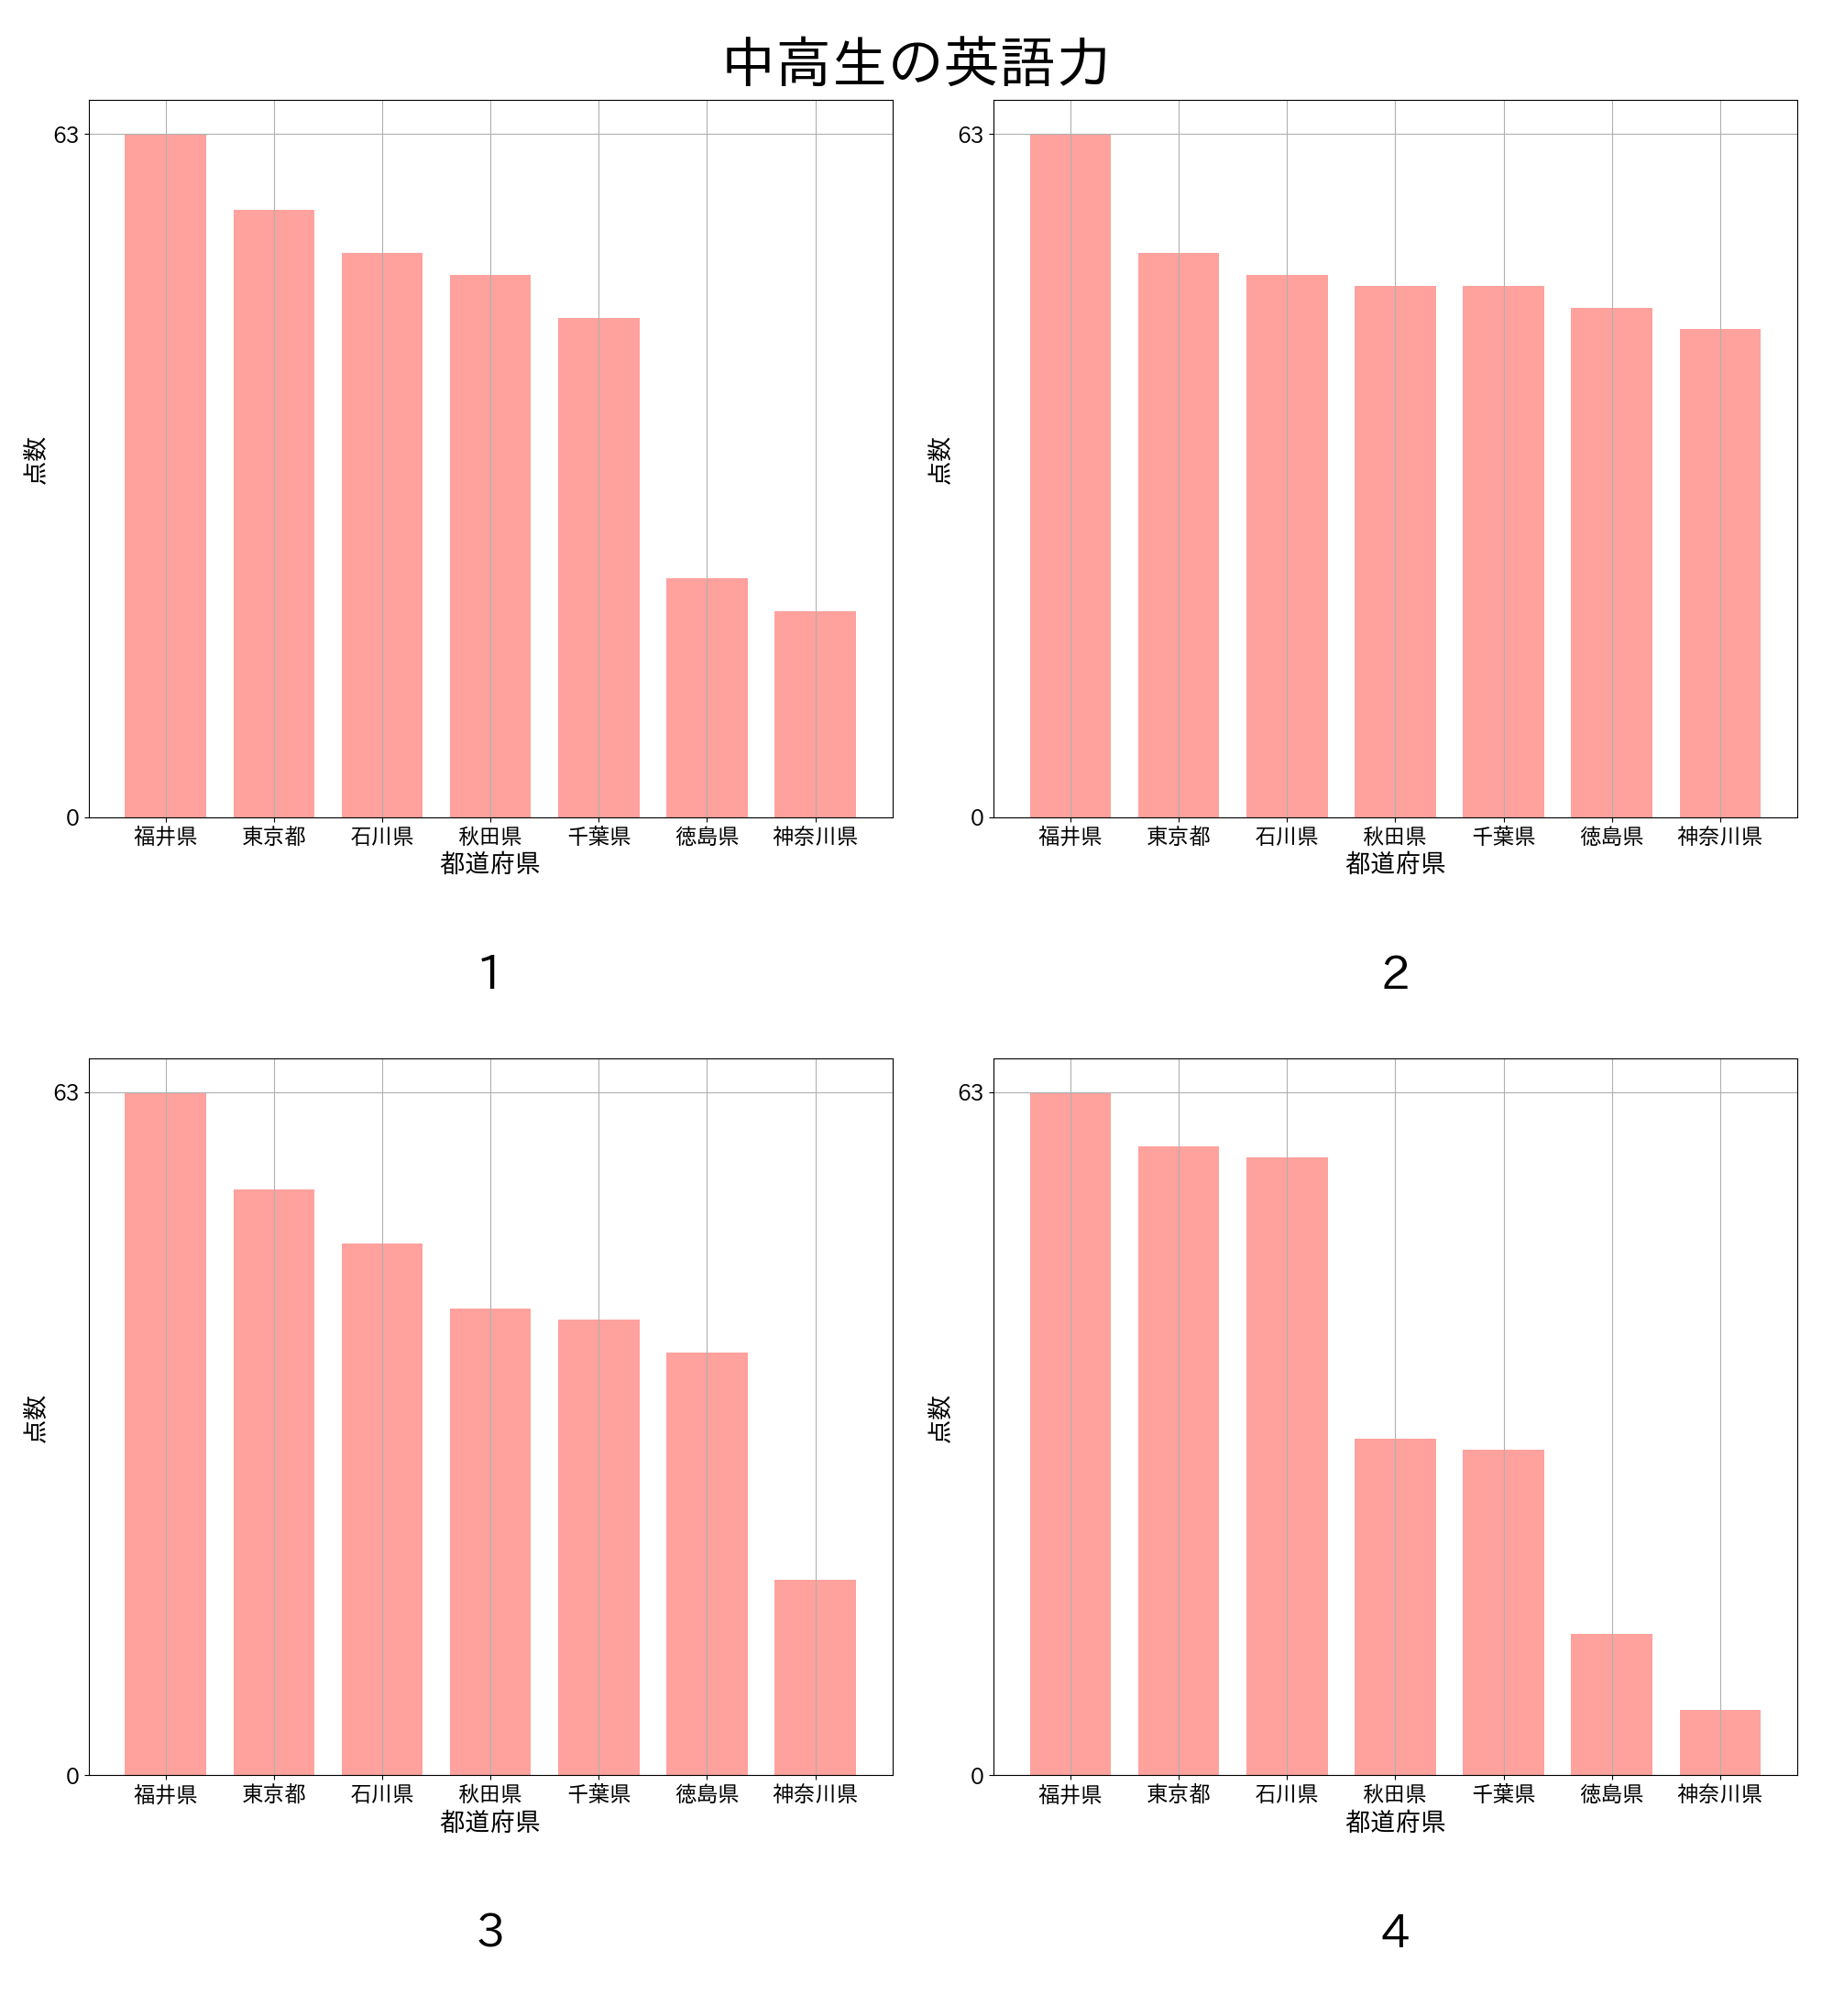 中高生の英語力
63
0
点数
福井県 東京都 石川県 秋田県 千葉県 徳島県 神奈川県
都道府県
1
63
0
点数
福井県 東京都 石川県 秋田県 千葉県 徳島県 神奈川県
都道府県
2
63
0
点数
福井県 東京都 石川県 秋田県 千葉県 徳島県 神奈川県
都道府県
3
63
0
点数
福井県 東京都 石川県 秋田県 千葉県 徳島県 神奈川県
都道府県
4